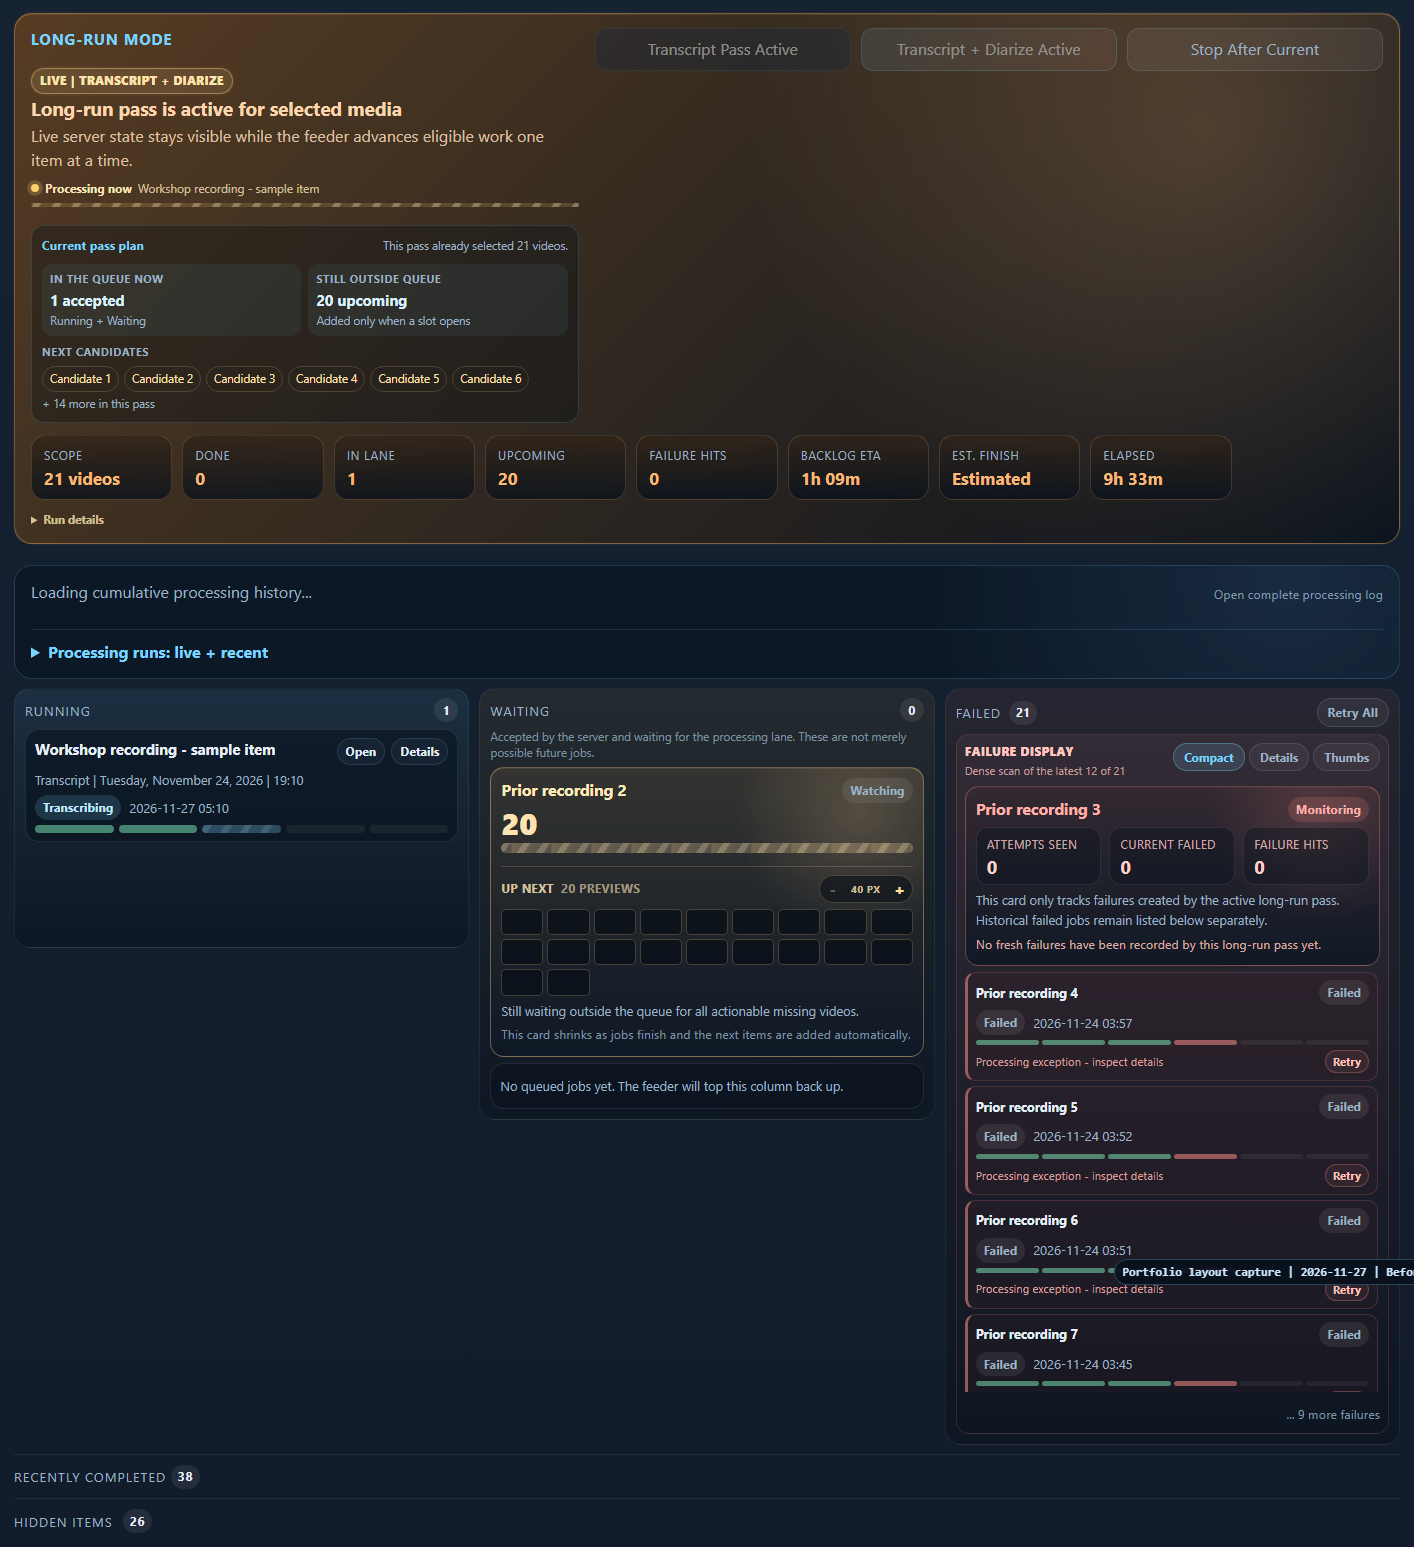 LONG-RUN MODE
Transcript Pass Active
Transcript + Diarize Active
Stop After Current
LIVE | TRANSCRIPT + DIARIZE
Long-run pass is active for selected media
Live server state stays visible while the feeder advances eligible work one
item at a time.
Processing now Workshop recording - sample item
Current pass plan
This pass already selected 21 videos.
IN THE QUEUE NOW
1 accepted
Running + Waiting
STILL OUTSIDE QUEUE
20 upcoming
Added only when a slot opens
NEXT CANDIDATES
Candidate 1
Candidate 2
Candidate 3
Candidate 4
Candidate 5
Candidate 6
+ 14 more in this pass
SCOPE
21 videos
DONE
0
IN LANE
1
UPCOMING
20
FAILURE HITS
0
BACKLOG ETA
1h 09m
EST. FINISH
Estimated
ELAPSED
9h 33m
Run details
Loading cumulative processing history...
Open complete processing log
Processing runs: live + recent
RUNNING
1
Workshop recording - sample item
Open
Details
Transcript | Tuesday, November 24, 2026 | 19:10
Transcribing
2026-11-27 05:10
WAITING
0
Accepted by the server and waiting for the processing lane. These are not merely
possible future jobs.
Prior recording 2
Watching
20
UP NEXT 20 PREVIEWS
- 40 PX +
Still waiting outside the queue for all actionable missing videos.
This card shrinks as jobs finish and the next items are added automatically.
No queued jobs yet. The feeder will top this column back up.
FAILED
21
Retry All
FAILURE DISPLAY
Dense scan of the latest 12 of 21
Compact
Details
Thumbs
Prior recording 3
Monitoring
ATTEMPTS SEEN
0
CURRENT FAILED
0
FAILURE HITS
0
This card only tracks failures created by the active long-run pass.
Historical failed jobs remain listed below separately.
No fresh failures have been recorded by this long-run pass yet.
Prior recording 4
Failed
Failed
2026-11-24 03:57
Processing exception - inspect details
Retry
Prior recording 5
Failed
Failed
2026-11-24 03:52
Processing exception - inspect details
Retry
Prior recording 6
Failed
Failed
2026-11-24 03:51
Portfolio layout capture | 2026-11-27 | Befo
Processing exception - inspect details
Retry
Prior recording 7
Failed
Failed
2026-11-24 03:45
... 9 more failures
RECENTLY COMPLETED
38
HIDDEN ITEMS
26